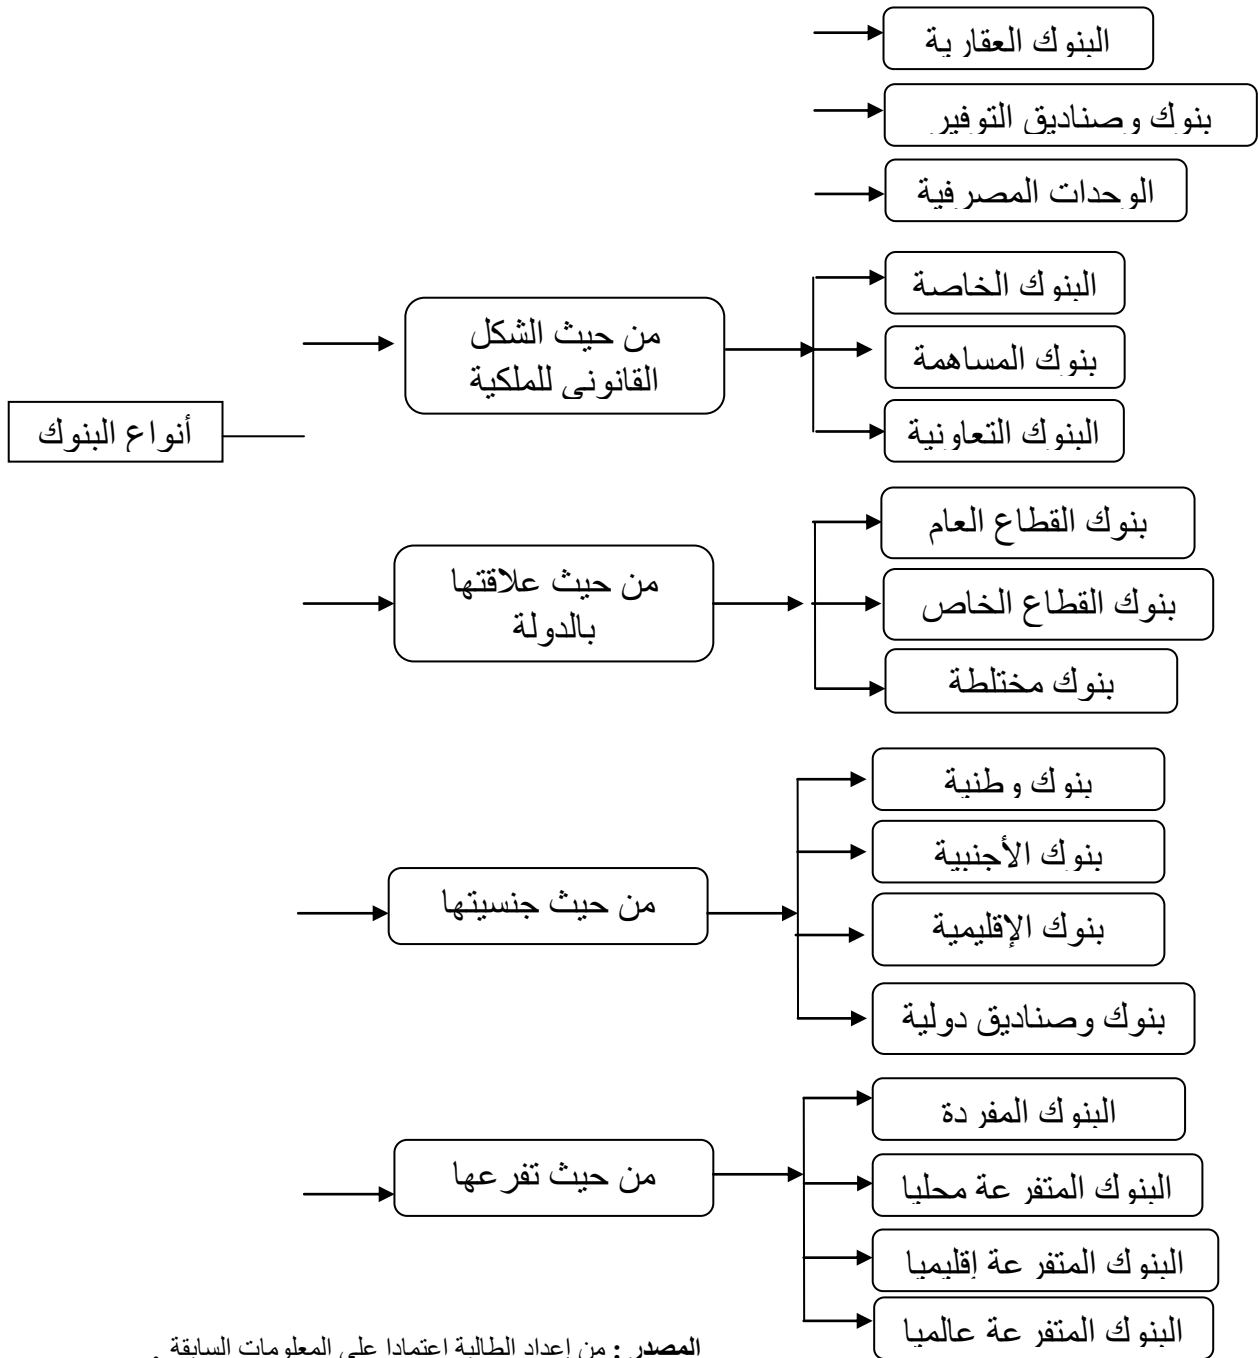 البنوك العقارية
بنوك وصناديق التوفير
الوحدات المصرفية
أنواع البنوك
من حيث الشكل
القانوني للملكية
البنوك الخاصة
بنوك المساهمة
البنوك التعاونية
من حيث علاقتها
بالدولة
بنوك القطاع العام
بنوك القطاع الخاص
بنوك مختلطة
من حيث جنسيتها
بنوك وطنية
بنوك الأجنبية
بنوك الإقليمية
بنوك وصناديق دولية
من حيث تفرعها
البنوك المفردة
البنوك المتفرعة محليا
البنوك المتفرعة إقليميا
البنوك المتفرعة عالميا
المصدر : من إعداد الطالبة اعتمادا على المعلومات السابقة .